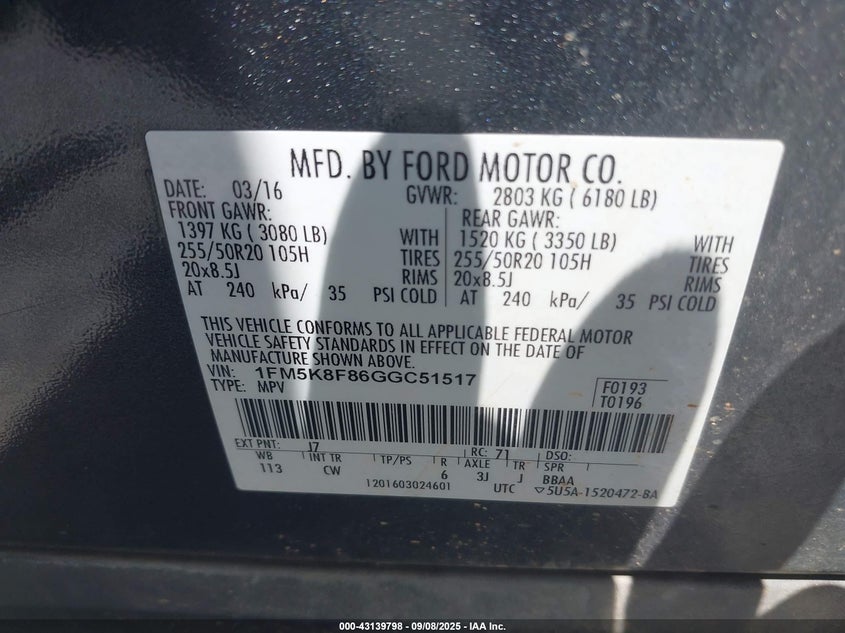 MFD. BY FORD MOTOR CO.
DATE: 03/16 GVWR: 2803 KG ( 6180 LB)
FRONT GAWR: REAR GAWR:
1397 KG ( 3080 LB) WITH 1520 KG ( 3350 LB) WITH
255/50R20 105H TIRES 255/50R20 105H TIRES
20x8.5J RIMS 20x8.5J RIMS
AT 240 kPa/ 35 PSI COLD AT 240 kPa/ 35 PSI COLD
THIS VEHICLE CONFORMS TO ALL APPLICABLE FEDERAL MOTOR
VEHICLE SAFETY STANDARDS IN EFFECT ON THE DATE OF
MANUFACTURE SHOWN ABOVE.
VIN: 1FM5K8F86GGC51517
TYPE: MPV
F0193
T0196
EXT PNT: J7 RC: 71 DSO:
WB INT TR TP/PS R AXLE TR SPR
113 CW 6 3J J BBAA
1201603024601 UTC ▽5U5A-1520472-BA
000-43139798 - 09/08/2025 - IAA Inc.